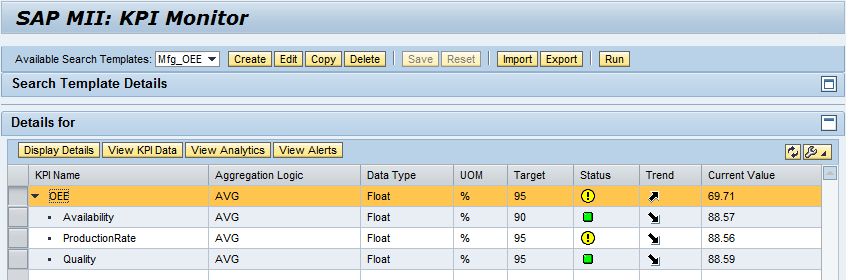 SAP MII: KPI Monitor
Available Search Templates: Mfg_OEE Create Edit Copy Delete Save Reset Import Export Run
Search Template Details
Details for
Display Details View KPI Data View Analytics View Alerts
KPI Name Aggregation Logic Data Type UOM Target Status Trend Current Value
OEE AVG Float % 95 69.71
Availability AVG Float % 90 88.57
ProductionRate AVG Float % 95 88.56
Quality AVG Float % 95 88.59